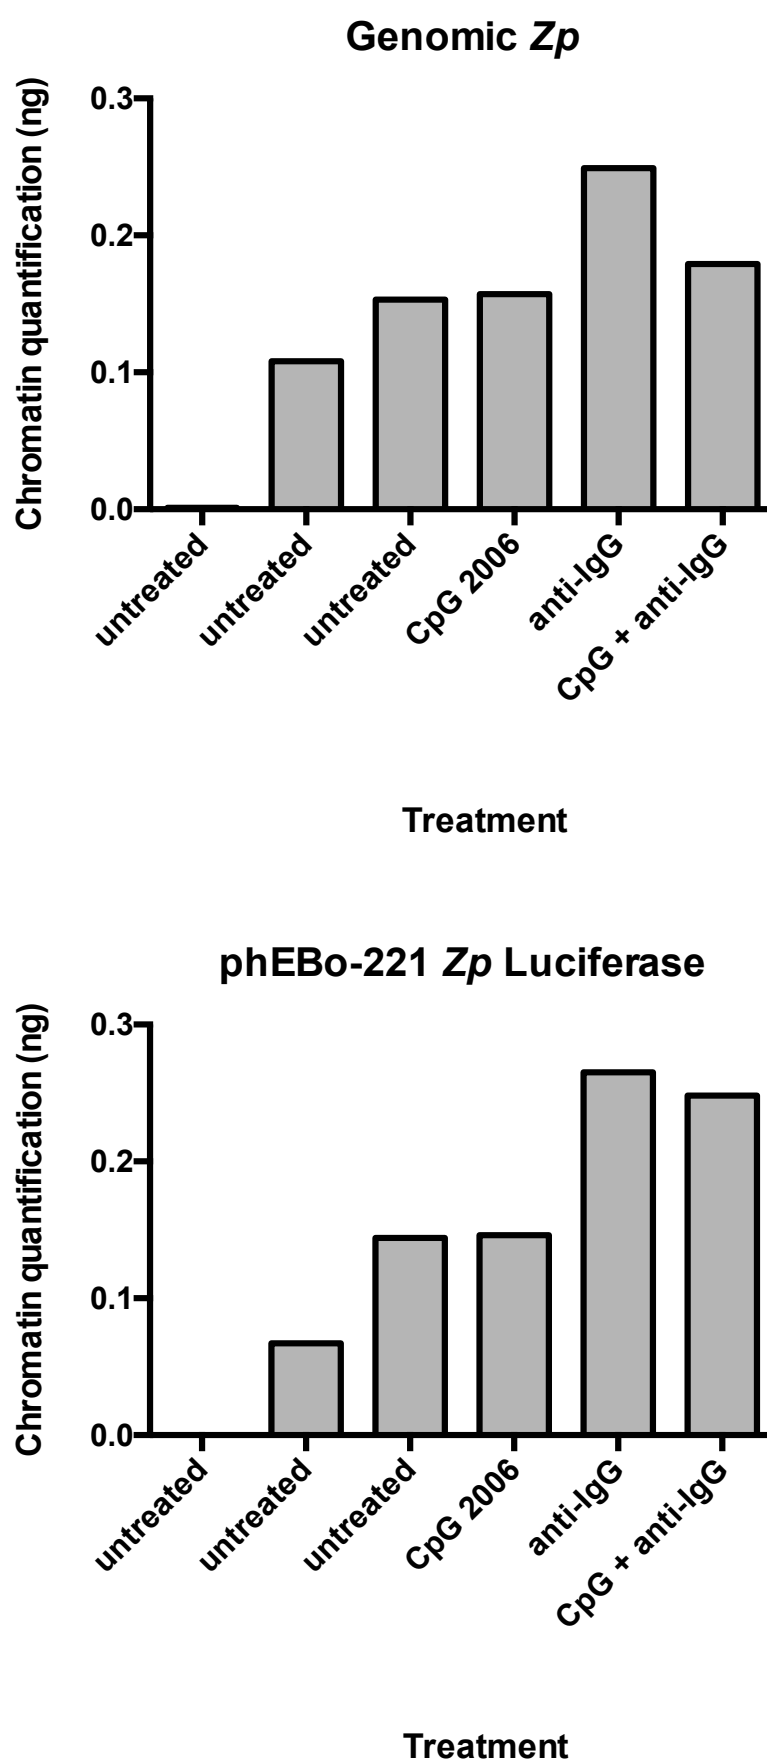 Genomic Zp
Chromatin quantification (ng)
0.3
0.2
0.1
0.0
untreated
untreated
untreated
CpG 2006
anti-IgG
CpG + anti-IgG
Treatment
phEBo-221 Zp Luciferase
Chromatin quantification (ng)
0.3
0.2
0.1
0.0
untreated
untreated
untreated
CpG 2006
anti-IgG
CpG + anti-IgG
Treatment